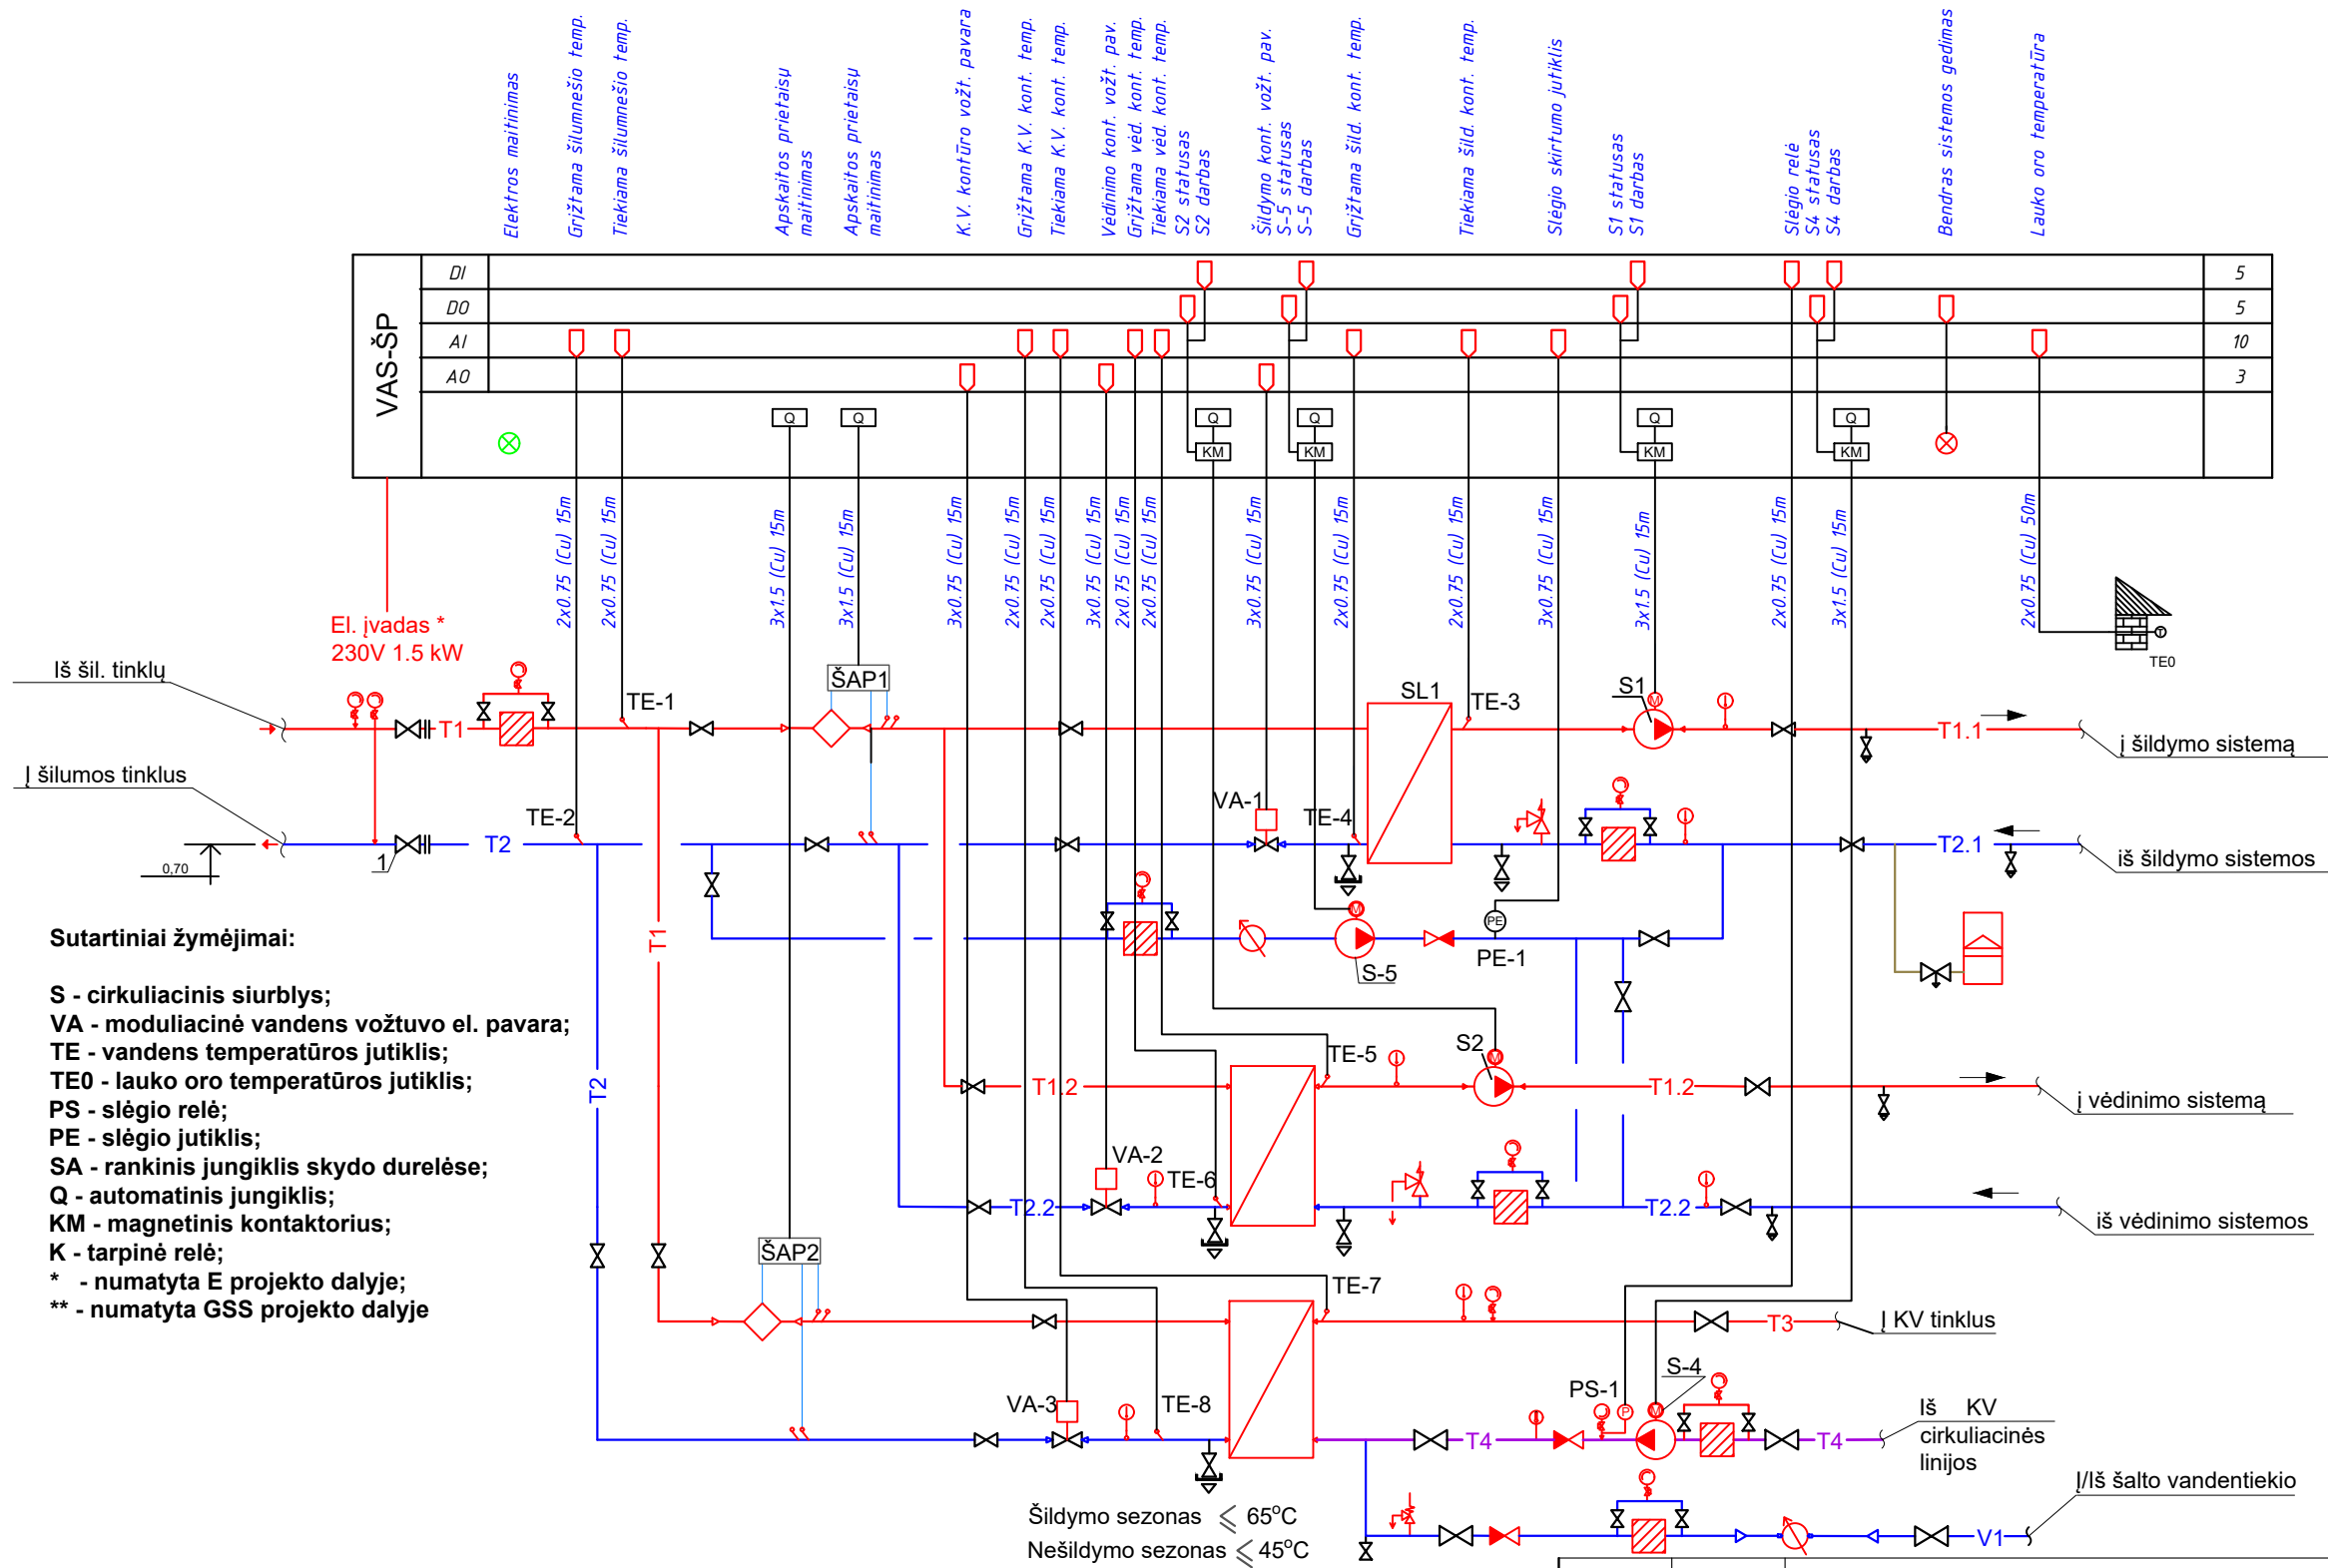 Elektros maitinimas
Grįžtama šilumnešio temp.
Tiekiama šilumnešio temp.
Apskaitos prietaisų
maitinimas
Apskaitos prietaisų
maitinimas
K.V. kontūro vožt. pavara
Grįžtama K.V. kont. temp.
Tiekiama K.V. kont. temp.
Vėdinimo kont. vožt. pav.
Grįžtama vėd. kont. temp.
Tiekiama vėd. kont. temp.
S2 statusas
S2 darbas
Šildymo kont. vožt. pav.
S-5 statusas
S-5 darbas
Grįžtama šild. kont. temp.
Tiekiama šild. kont. temp.
Slėgio skirtumo jutiklis
S1 statusas
S1 darbas
Slėgio relė
S4 statusas
S4 darbas
Bendras sistemos gedimas
Lauko oro temperatūra
VAS-ŠP
DI 5
DO 5
AI 10
AO 3
Q Q Q Q Q Q
KM KM KM KM
2x0.75 (Cu) 15m
2x0.75 (Cu) 15m
3x1.5 (Cu) 15m
3x1.5 (Cu) 15m
3x0.75 (Cu) 15m
2x0.75 (Cu) 15m
2x0.75 (Cu) 15m
3x0.75 (Cu) 15m
2x0.75 (Cu) 15m
2x0.75 (Cu) 15m
3x0.75 (Cu) 15m
2x0.75 (Cu) 15m
2x0.75 (Cu) 15m
3x0.75 (Cu) 15m
3x1.5 (Cu) 15m
2x0.75 (Cu) 15m
3x1.5 (Cu) 15m
2x0.75 (Cu) 50m
El. įvadas *
230V 1.5 kW
T
TE0
Iš šil. tinklų
T1
TE-1
ŠAP1
SL1
TE-3
S1
M
T1.1
į šildymo sistemą
Į šilumos tinklus
0,70
1
T2
TE-2
VA-1
TE-4
T2.1
iš šildymo sistemos
T1
M
S-5
PE
PE-1
Sutartiniai žymėjimai:
S - cirkuliacinis siurblys;
VA - moduliacinė vandens vožtuvo el. pavara;
TE - vandens temperatūros jutiklis;
TE0 - lauko oro temperatūros jutiklis;
PS - slėgio relė;
PE - slėgio jutiklis;
SA - rankinis jungiklis skydo durelėse;
Q - automatinis jungiklis;
KM - magnetinis kontaktorius;
K - tarpinė relė;
* - numatyta E projekto dalyje;
** - numatyta GSS projekto dalyje
T2
T1.2
TE-5
S2
M
T1.2
į vėdinimo sistemą
VA-2
TE-6
T2.2
T2.2
iš vėdinimo sistemos
ŠAP2
TE-7
T3
Į KV tinklus
VA-3
TE-8
PS-1
P
S-4
M
T4
T4
Iš KV
cirkuliacinės
linijos
Į/Iš šalto vandentiekio
V1
Šildymo sezonas ⩽ 65°C
Nešildymo sezonas ⩽ 45°C